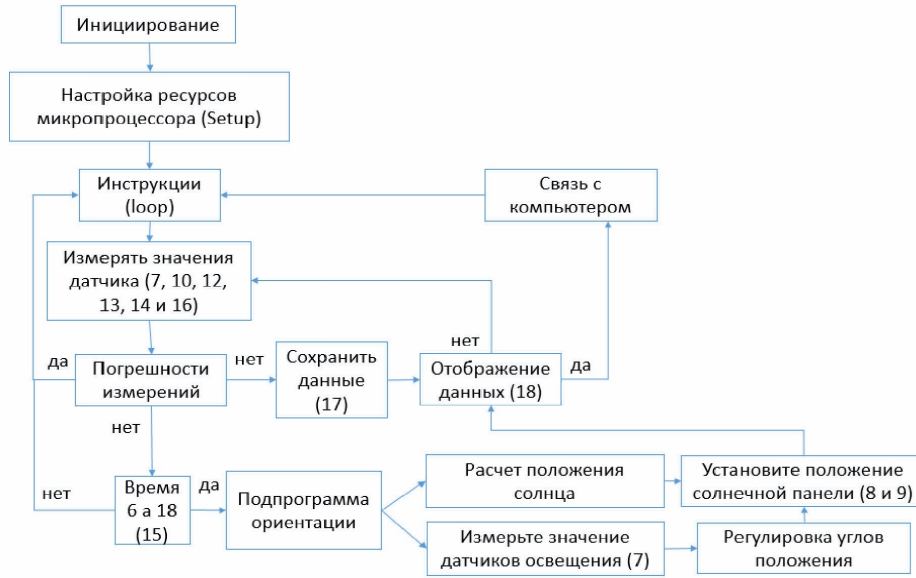 Инициирование
Настройка ресурсов
микропроцессора (Setup)
Инструкции
(loop)
Связь с
компьютером
Измерять значения
датчика (7, 10, 12,
13, 14 и 16)
нет
да
Погрешности
измерений
нет
Сохранить
данные
(17)
Отображение
данных (18)
да
нет
нет
Время
6 а 18
(15)
да
Подпрограмма
ориентации
Расчет положения
солнца
Установите положение
солнечной панели (8 и 9)
Измерьте значение
датчиков освещения (7)
Регулировка углов
положения